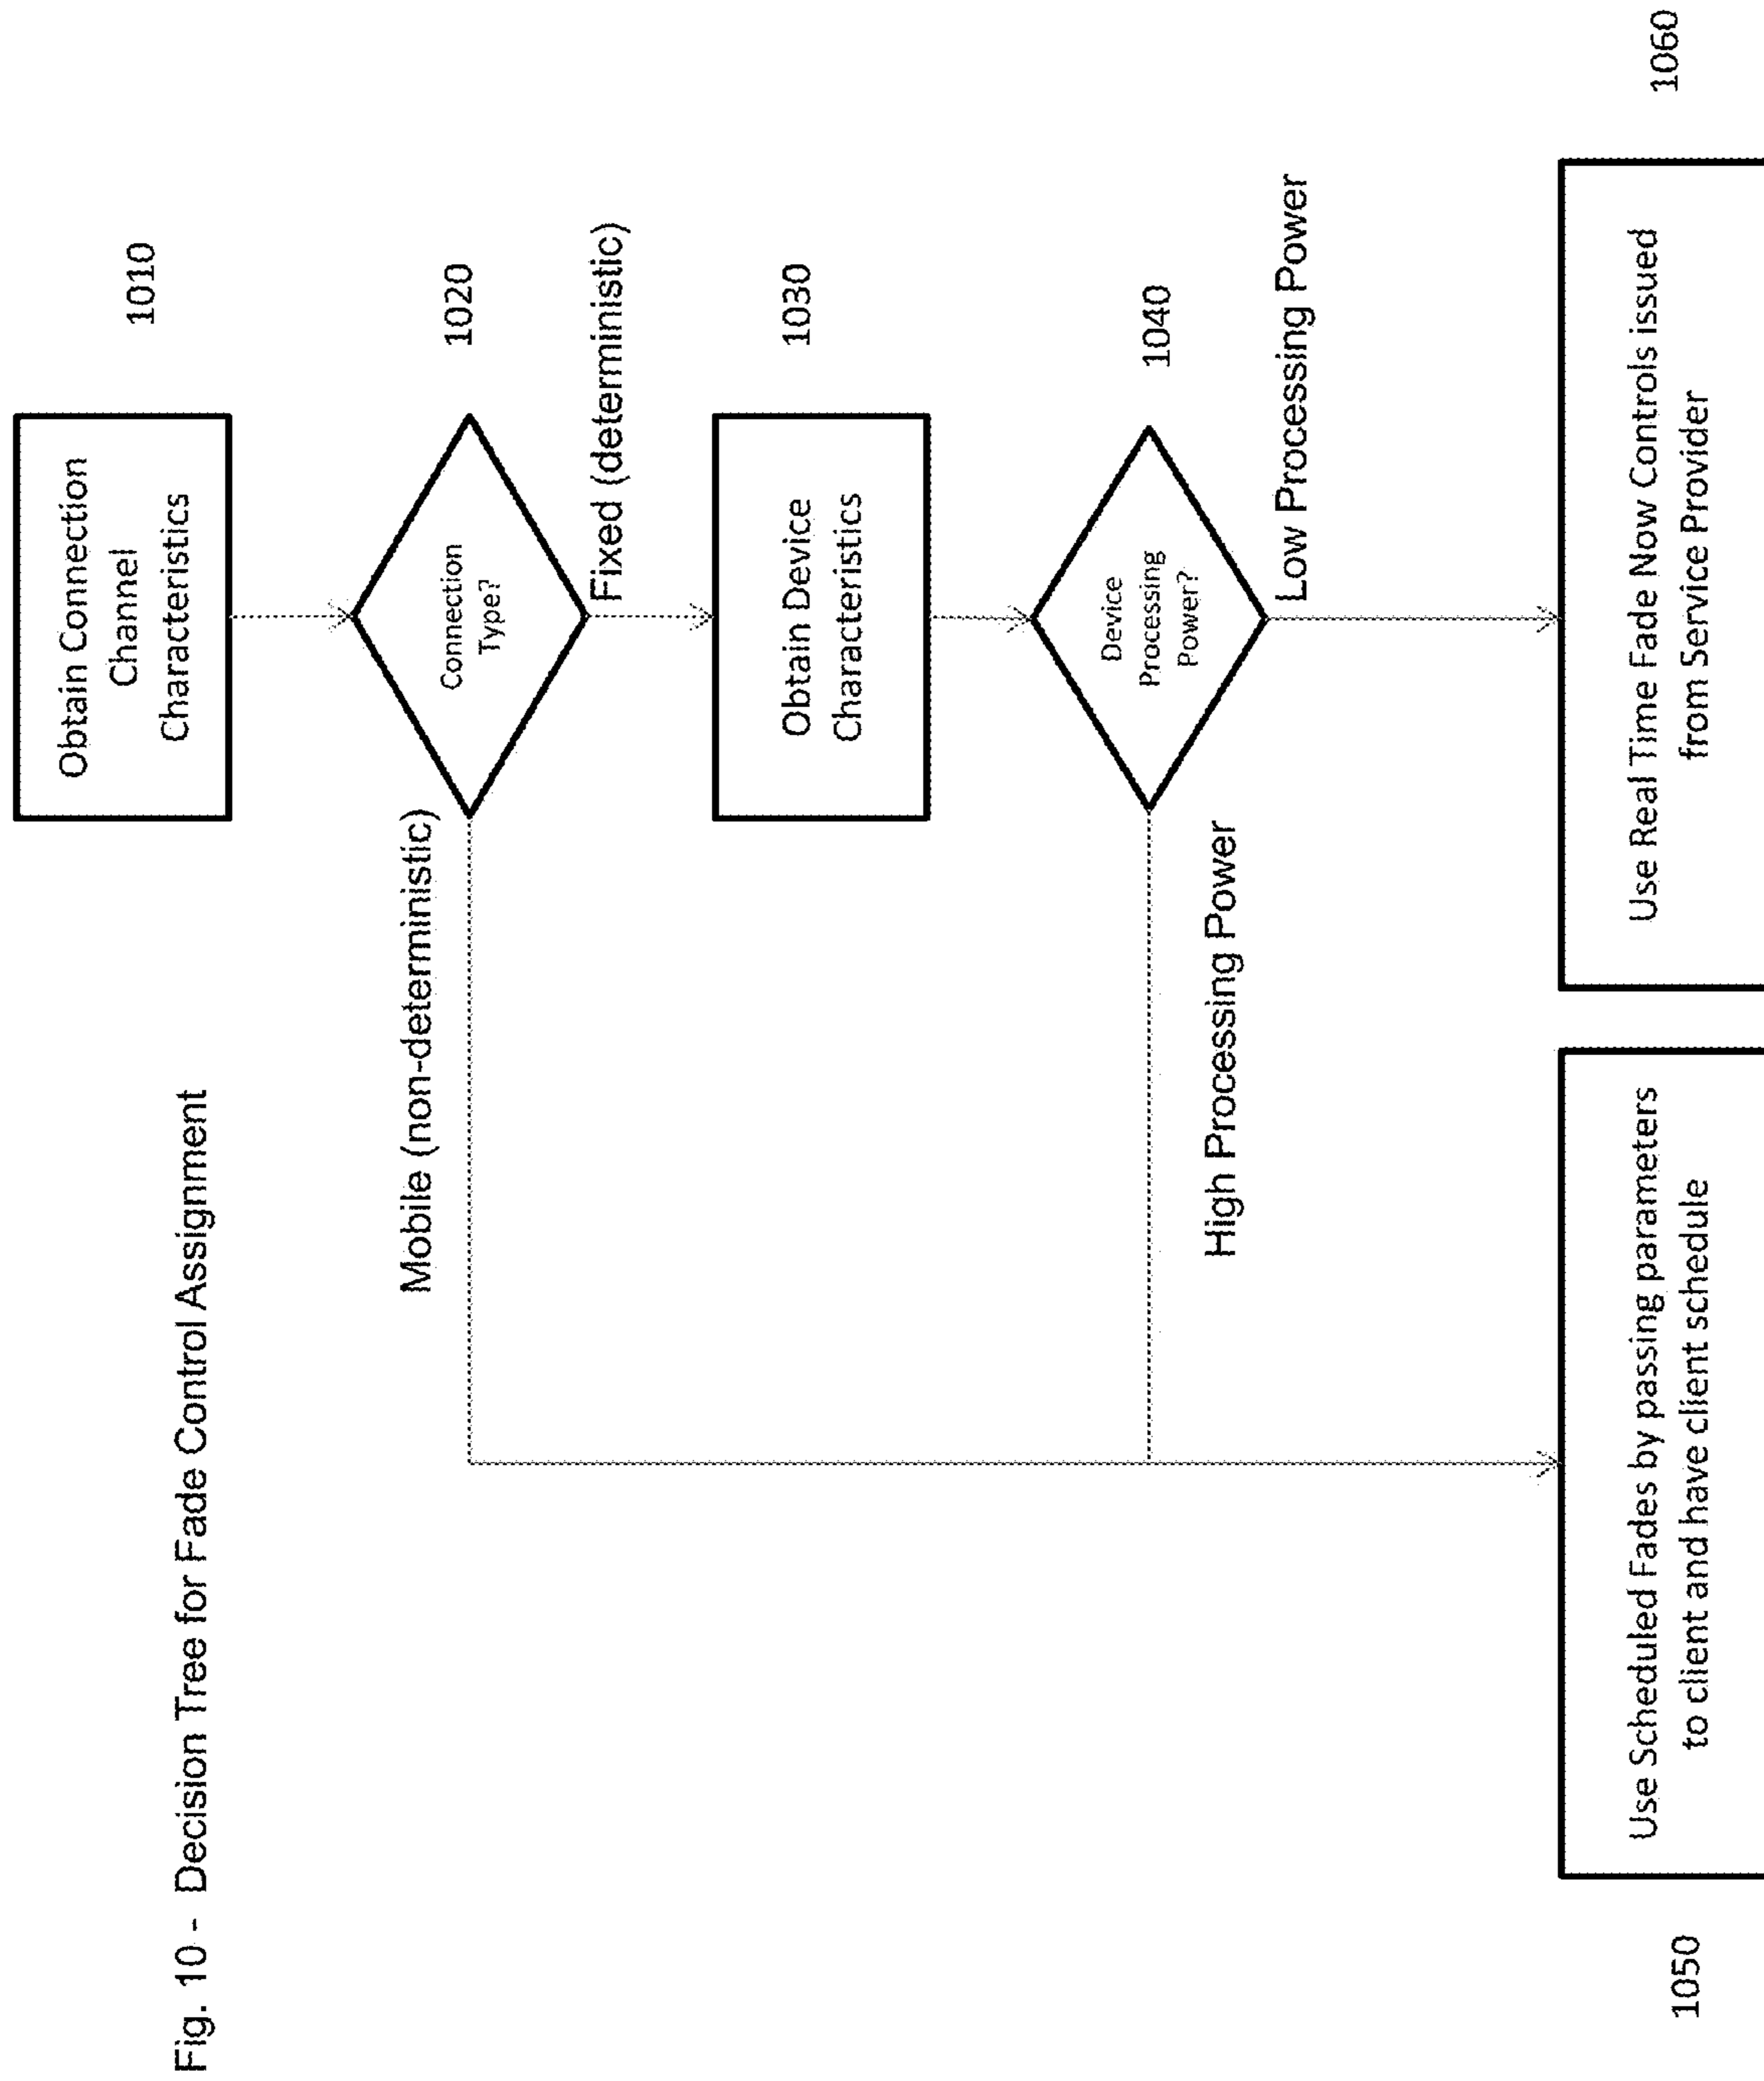 Fig. 10 - Decision Tree for Fade Control Assignment
Obtain Connection
Channel
Characteristics
1010
Mobile (non-deterministic)
Connection
Type?
1020
Fixed (deterministic)
Obtain Device
Characteristics
1030
Device
Processing
Power?
1040
High Processing Power
Low Processing Power
1050
Use Scheduled Fades by passing parameters
to client and have client schedule
Use Real Time Fade Now Controls issued
from Service Provider
1060